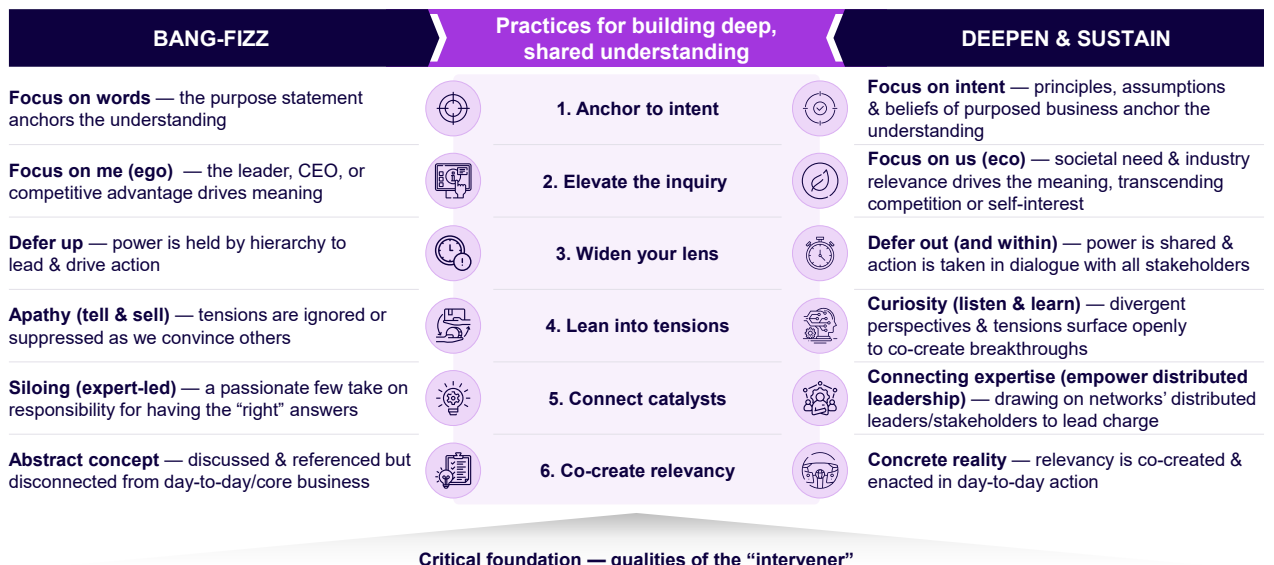 BANG-FIZZ
Practices for building deep,
shared understanding
DEEPEN & SUSTAIN
Focus on words — the purpose statement
anchors the understanding
1. Anchor to intent
Focus on intent — principles, assumptions
& beliefs of purposed business anchor the
understanding
Focus on me (ego) — the leader, CEO, or
competitive advantage drives meaning
2. Elevate the inquiry
Focus on us (eco) — societal need & industry
relevance drives the meaning, transcending
competition or self-interest
Defer up — power is held by hierarchy to
lead & drive action
3. Widen your lens
Defer out (and within) — power is shared &
action is taken in dialogue with all stakeholders
Apathy (tell & sell) — tensions are ignored or
suppressed as we convince others
4. Lean into tensions
Curiosity (listen & learn) — divergent
perspectives & tensions surface openly
to co-create breakthroughs
Siloing (expert-led) — a passionate few take on
responsibility for having the “right” answers
5. Connect catalysts
Connecting expertise (empower distributed
leadership) — drawing on networks’ distributed
leaders/stakeholders to lead charge
Abstract concept — discussed & referenced but
disconnected from day-to-day/core business
6. Co-create relevancy
Concrete reality — relevancy is co-created &
enacted in day-to-day action
Critical foundation — qualities of the “intervener”